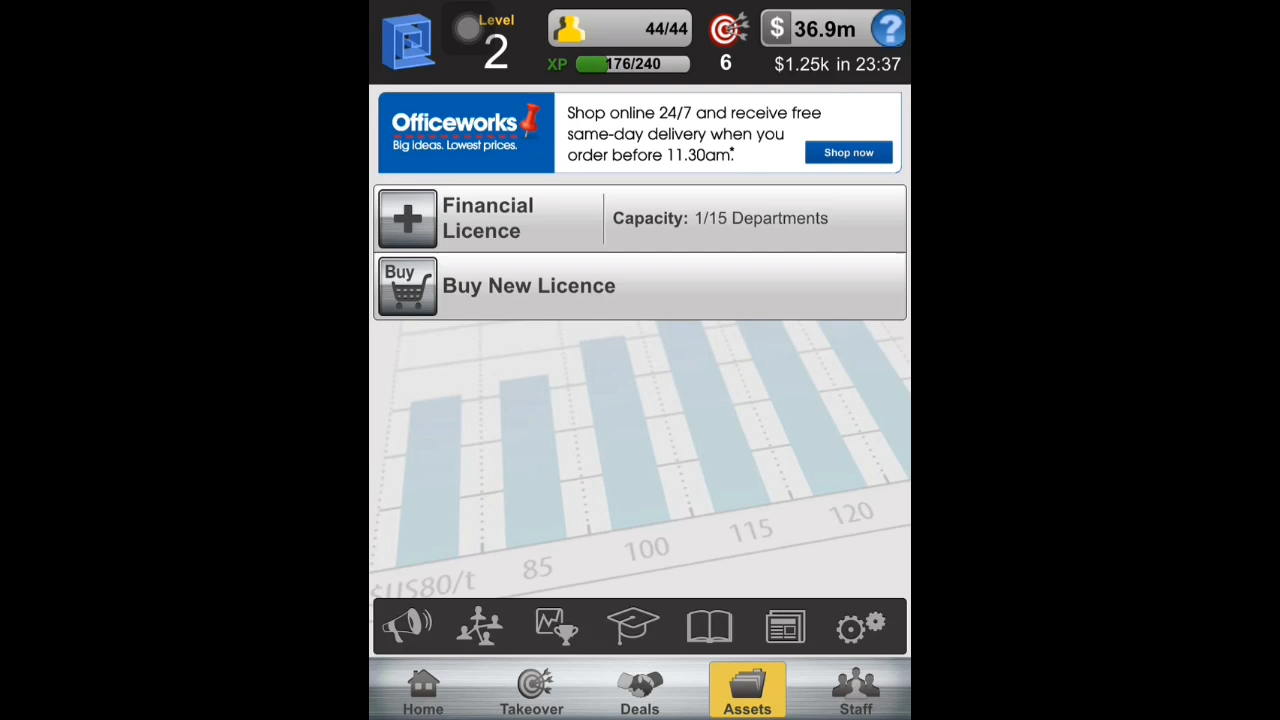 Level
2
44/44
XP
176/240
6
$ 36.9m
?
$1.25k in 23:37
Officeworks
Big ideas. Lowest prices.
Shop online 24/7 and receive free
same-day delivery when you
order before 11.30am.*
Shop now
Financial
Licence
Capacity: 1/15 Departments
Buy
Buy New Licence
$US80/t
85
100
115
120
Home
Takeover
Deals
Assets
Staff